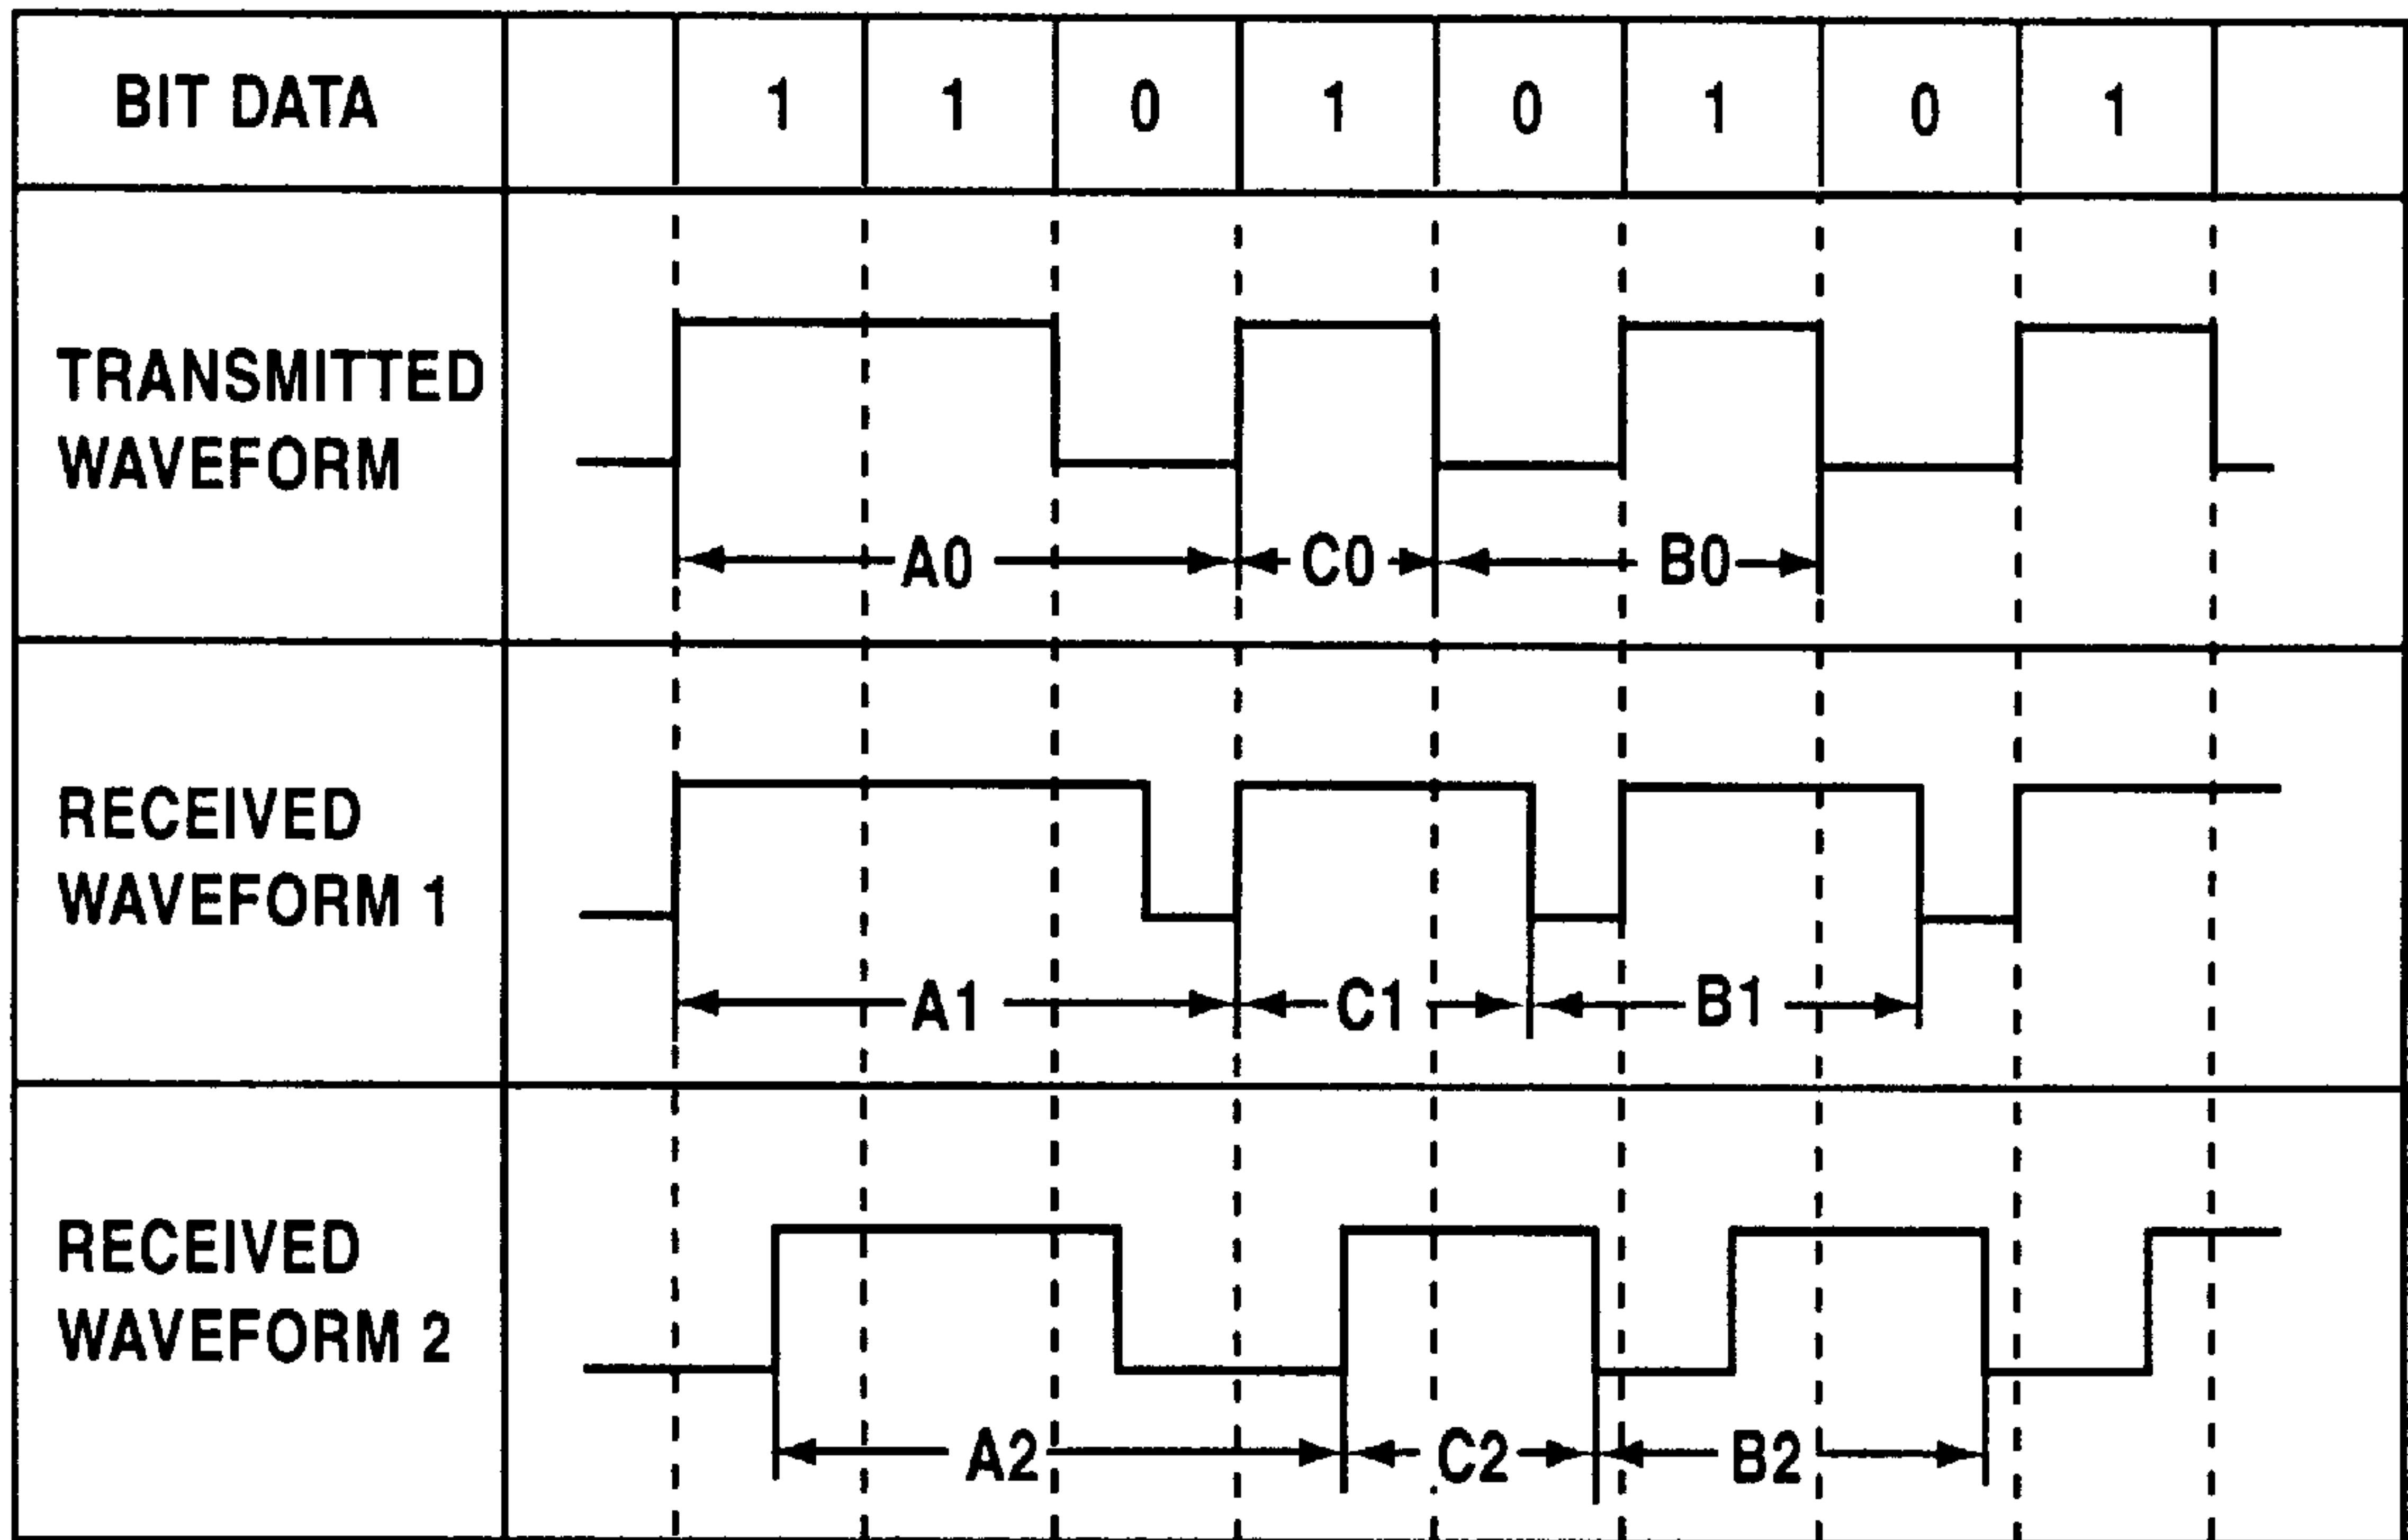 BIT DATA 1 1 0 1 0 1 0 1
TRANSMITTED
WAVEFORM
A0 C0 B0
RECEIVED
WAVEFORM 1
A1 C1 B1
RECEIVED
WAVEFORM 2
A2 C2 B2